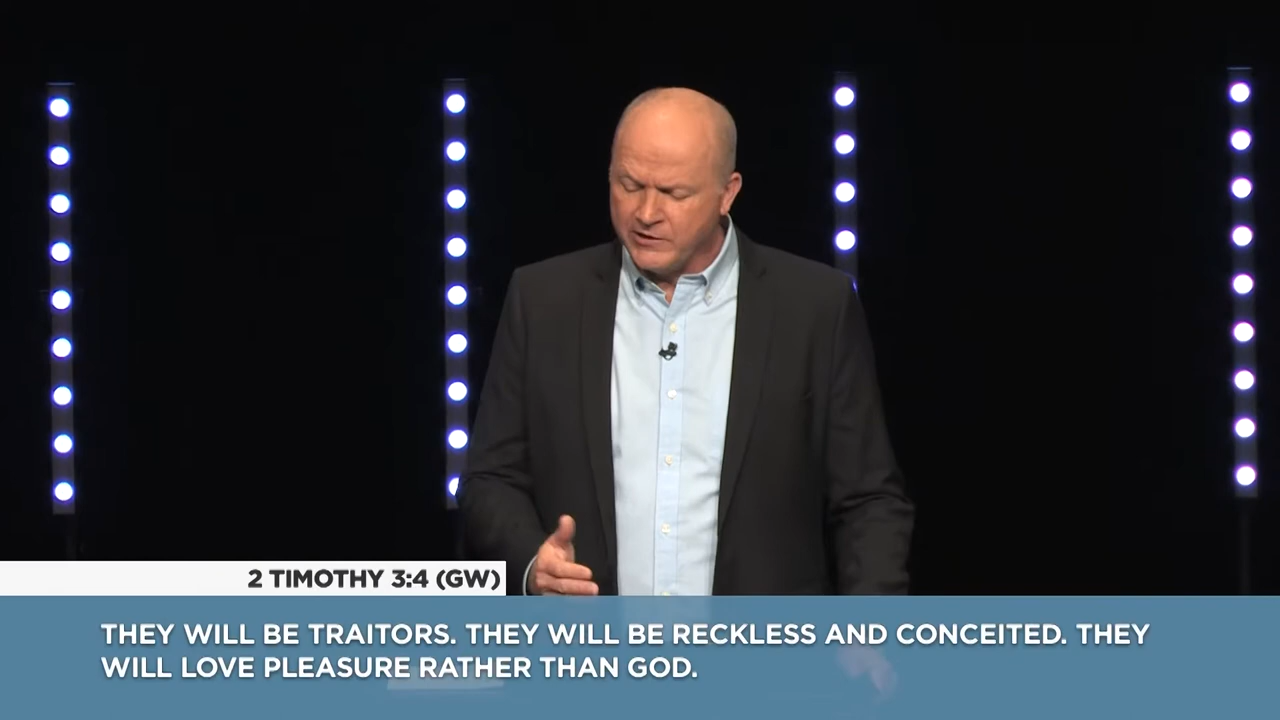 2 TIMOTHY 3:4 (GW)
THEY WILL BE TRAITORS. THEY WILL BE RECKLESS AND CONCEITED. THEY
WILL LOVE PLEASURE RATHER THAN GOD.